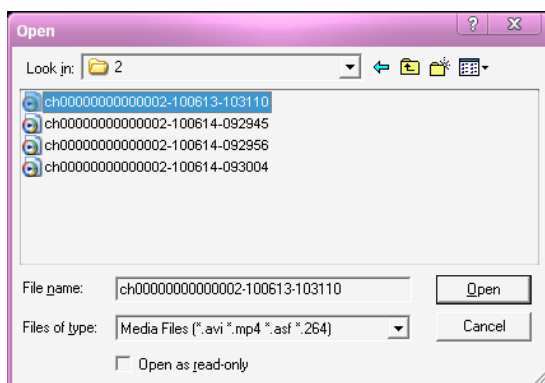 Open
Look in: 2
ch00000000000002-100613-103110
ch00000000000002-100614-092945
ch00000000000002-100614-092956
ch00000000000002-100614-093004
File name: ch00000000000002-100613-103110 Open
Files of type: Media Files (*.avi *.mp4 *.asf *.264) Cancel
Open as read-only